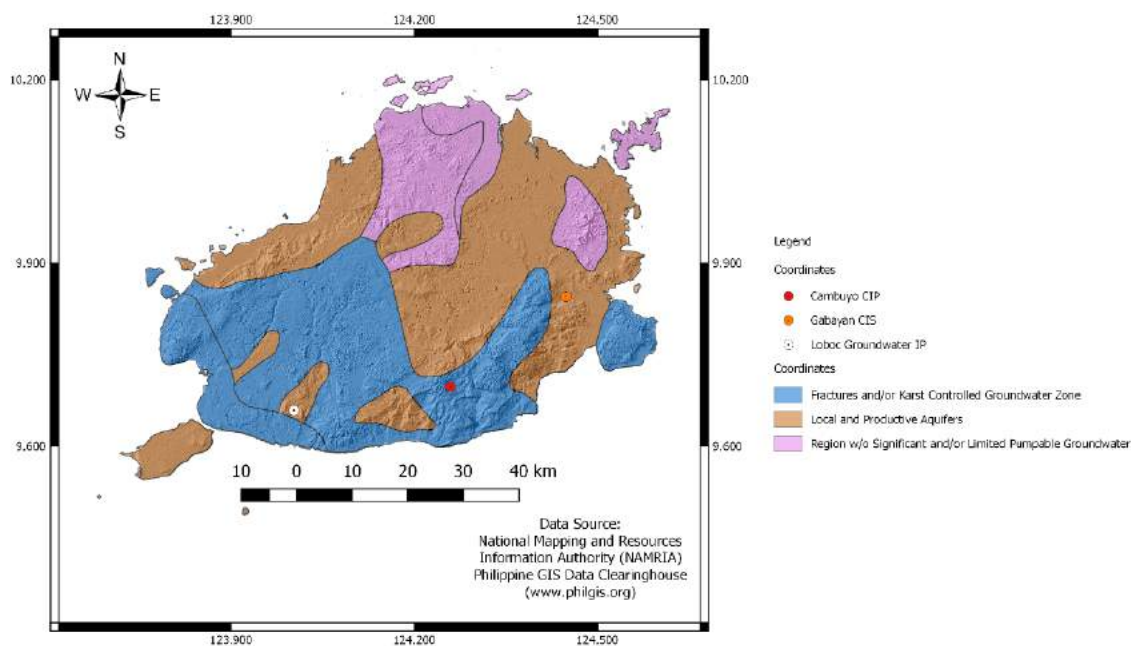 123.900 124.200 124.500
10.200 10.200
N
W E
S
9.900 9.900
9.600 9.600
10 0 10 20 30 40 km
Data Source:
National Mapping and Resources
Information Authority (NAMRIA)
Philippine GIS Data Clearinghouse
(www.philgis.org)
123.900 124.200 124.500
Legend
Coordinates
Cambuyo CIP
Gabayan CIS
Loboc Groundwater IP
Coordinates
Fractures and/or Karst Controlled Groundwater Zone
Local and Productive Aquifers
Region w/o Significant and/or Limited Pumpable Groundwater